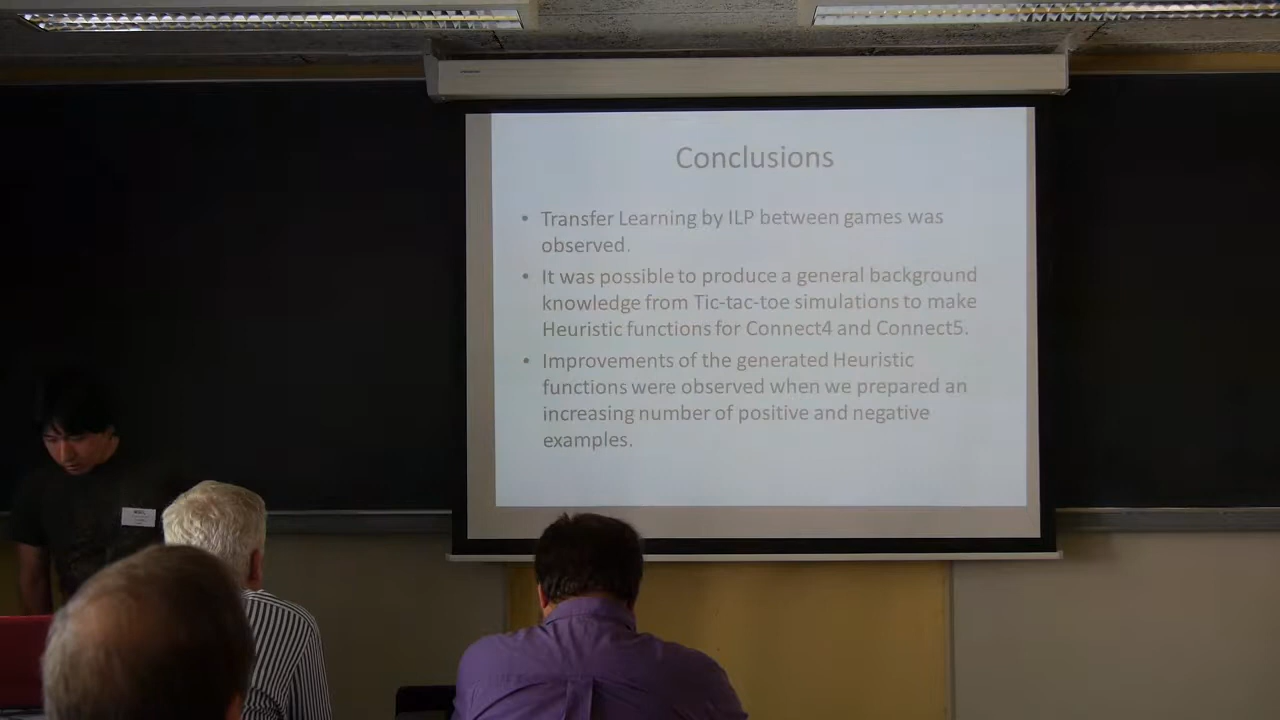 Conclusions
• Transfer Learning by ILP between games was
observed.
• It was possible to produce a general background
knowledge from Tic-tac-toe simulations to make
Heuristic functions for Connect4 and Connect5.
• Improvements of the generated Heuristic
functions were observed when we prepared an
increasing number of positive and negative
examples.